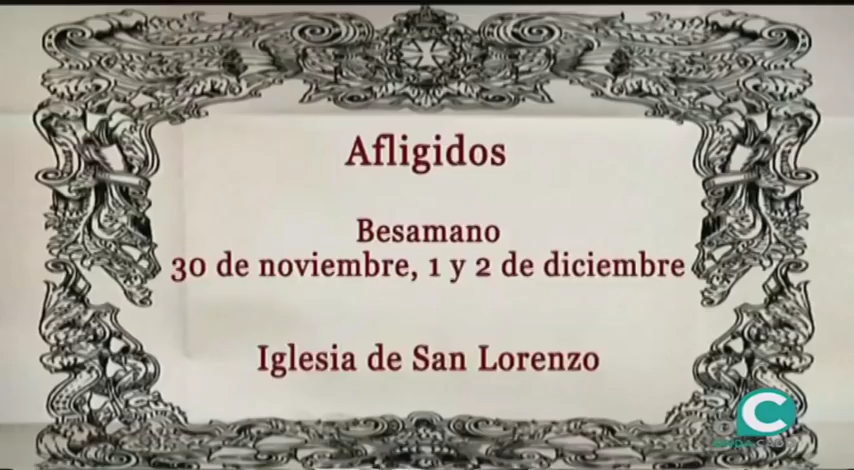 Afligidos
Besamano
30 de noviembre, 1 y 2 de diciembre
Iglesia de San Lorenzo
C